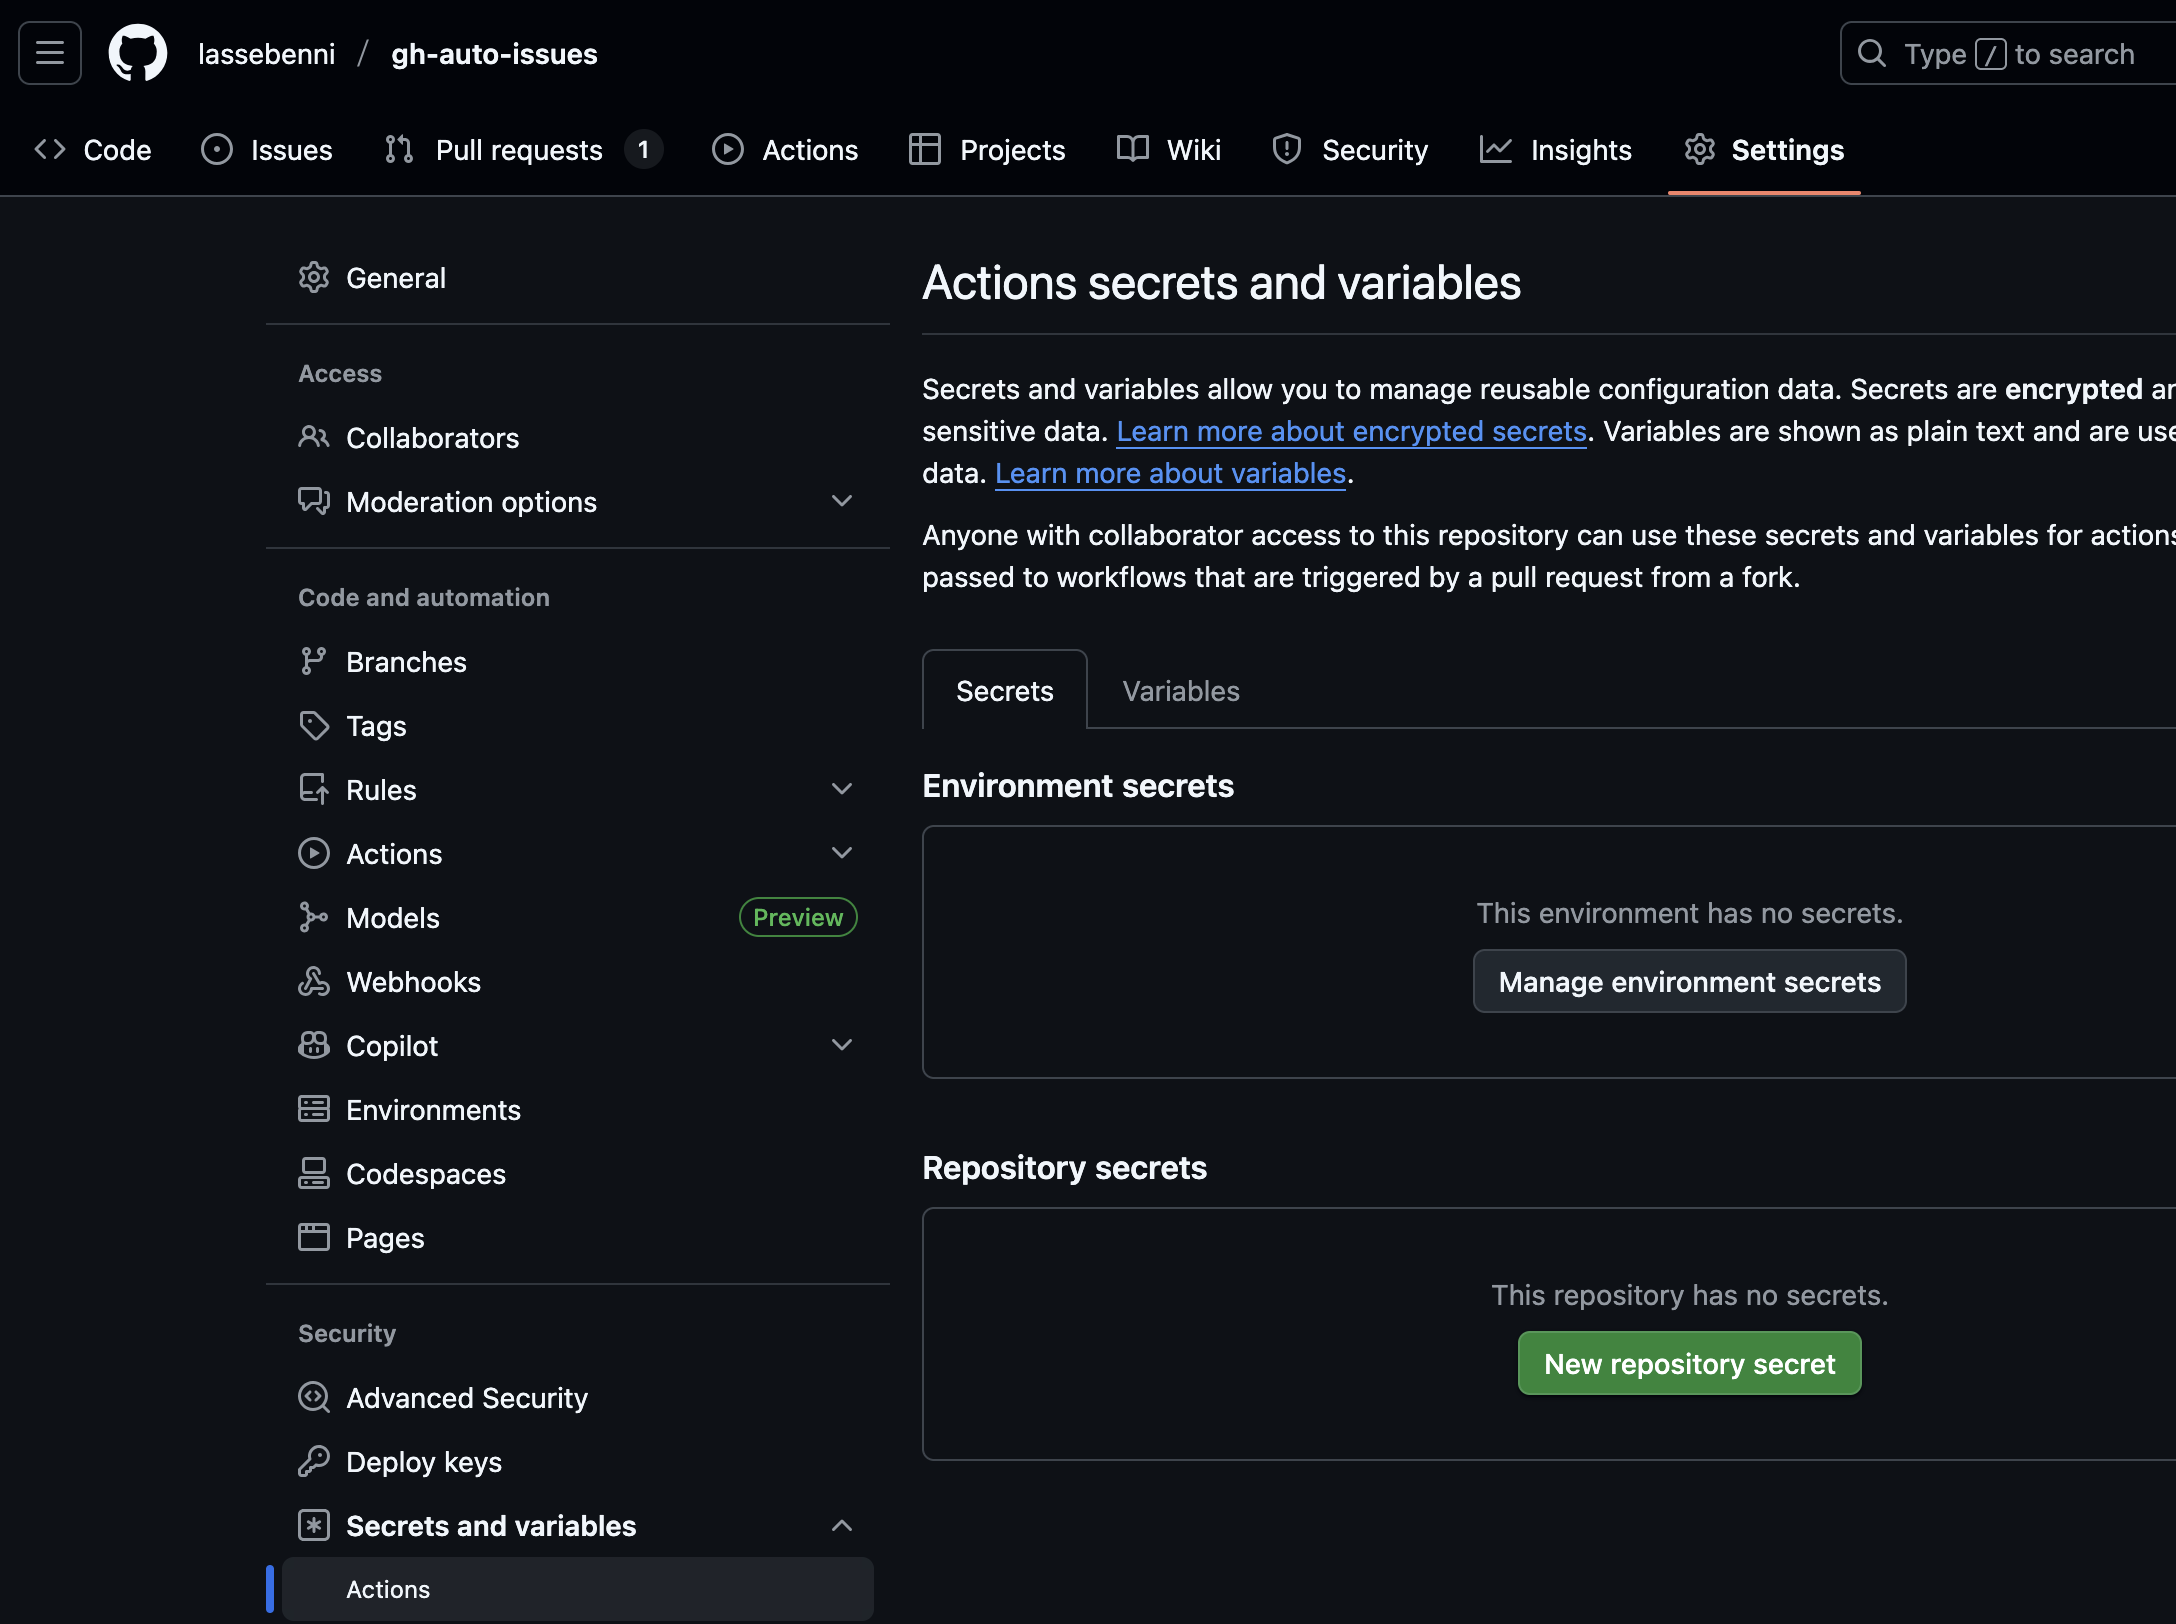 lassebenni / gh-auto-issues
Type / to search
Code
Issues
Pull requests 1
Actions
Projects
Wiki
Security
Insights
Settings
General
Access
Collaborators
Moderation options
Code and automation
Branches
Tags
Rules
Actions
Models Preview
Webhooks
Copilot
Environments
Codespaces
Pages
Security
Advanced Security
Deploy keys
Secrets and variables
Actions
Actions secrets and variables
Secrets and variables allow you to manage reusable configuration data. Secrets are encrypted
sensitive data. Learn more about encrypted secrets. Variables are shown as plain text and are
data. Learn more about variables.
Anyone with collaborator access to this repository can use these secrets and variables for actions
passed to workflows that are triggered by a pull request from a fork.
Secrets
Variables
Environment secrets
This environment has no secrets.
Manage environment secrets
Repository secrets
This repository has no secrets.
New repository secret